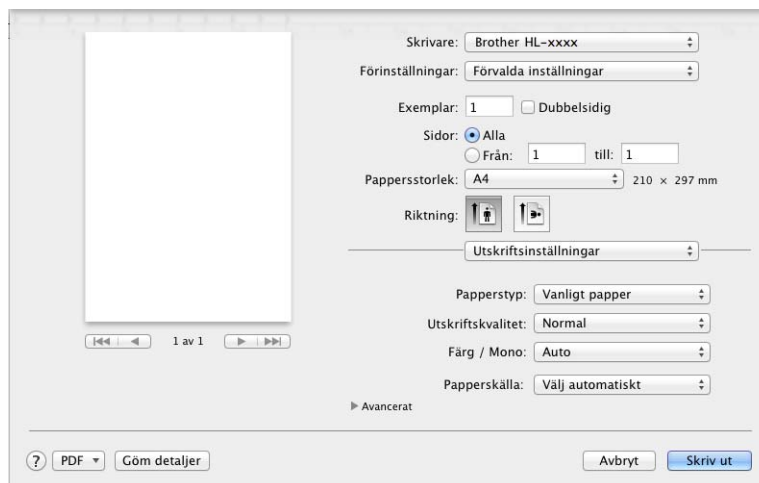 Skrivare: Brother HL-xxxx
Förinställningar: Förvalda inställningar
Exemplar: 1 Dubbelsidig
Sidor: Alla
Från: 1 till: 1
Pappersstorlek: A4 210 × 297 mm
Riktning:
Utskriftsinställningar
Papperstyp: Vanligt papper
Utskriftskvalitet: Normal
Färg / Mono: Auto
Papperskälla: Välj automatiskt
Avancerat
1 av 1
? PDF Göm detaljer Avbryt Skriv ut